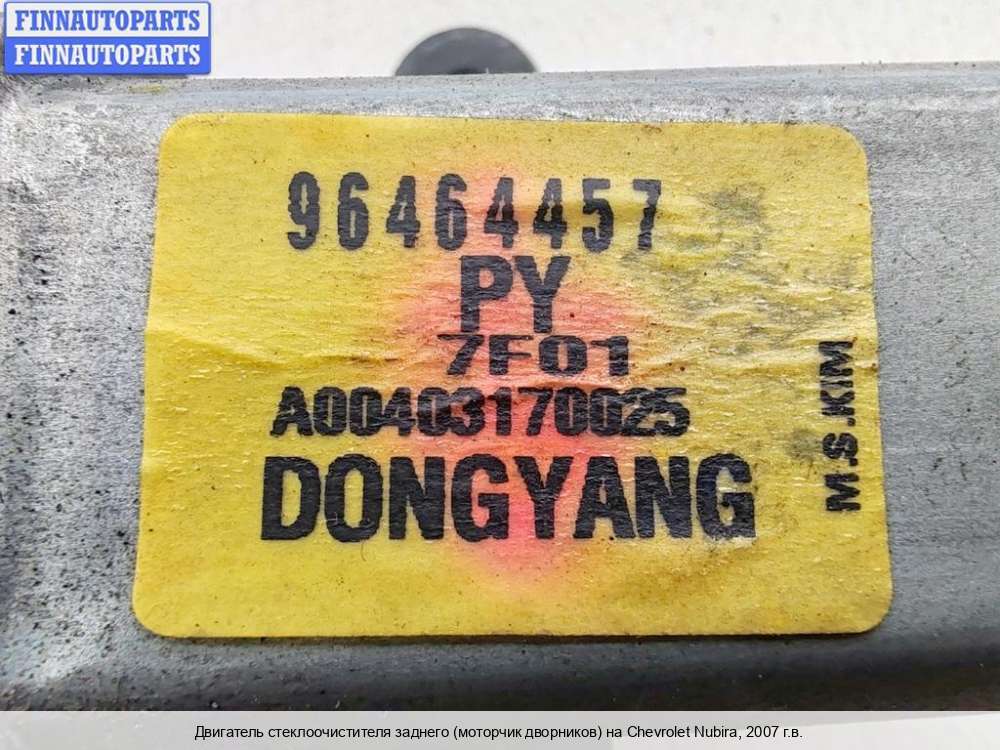 FINNAUTOPARTS
FINNAUTOPARTS
96464457
PY
7F01
A00403170025
DONGYANG
M.S.KIM
Двигатель стеклоочистителя заднего (моторчик дворников) на Chevrolet Nubira, 2007 г.в.